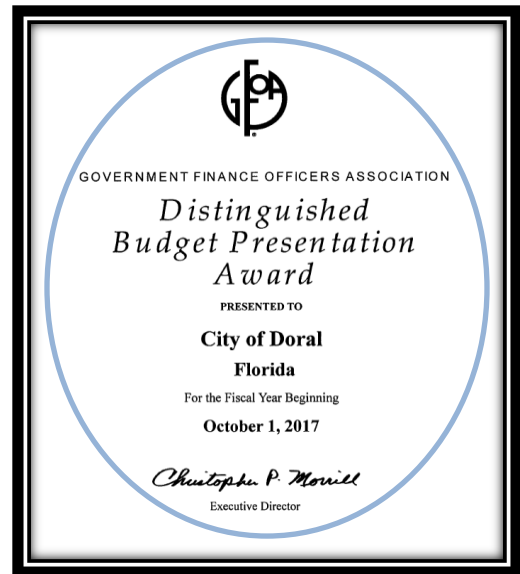 GFOA
GOVERNMENT FINANCE OFFICERS ASSOCIATION
Distinguished
Budget Presentation
Award
PRESENTED TO
City of Doral
Florida
For the Fiscal Year Beginning
October 1, 2017
Christopher P. Morrill
Executive Director